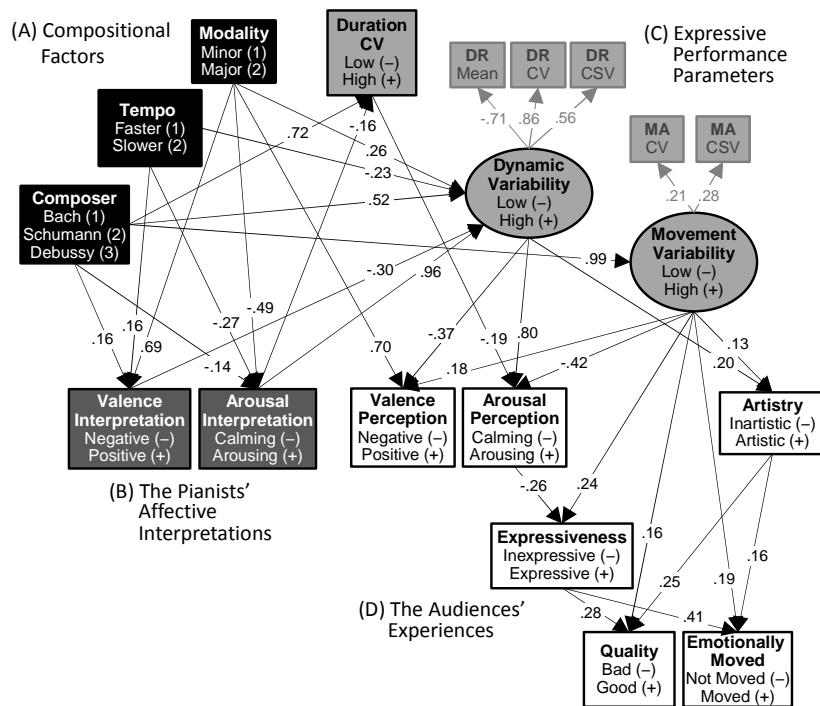 (A) Compositional
Factors
Modality
Minor (1)
Major (2)
Duration
CV
Low (−)
High (+)
(C) Expressive
Performance
Parameters
DR
Mean
DR
CV
DR
CSV
-.71
.86
.56
MA
CV
MA
CSV
.21
.28
Tempo
Faster (1)
Slower (2)
Composer
Bach (1)
Schumann (2)
Debussy (3)
.72
-.16
.26
-.23
.52
Dynamic
Variability
Low (−)
High (+)
Movement
Variability
Low (−)
High (+)
.99
-.30
.96
.16
.16
.69
-.27
-.49
-.14
.70
-.37
-.19
.80
.18
-.42
.13
.20
Valence
Interpretation
Negative (−)
Positive (+)
Arousal
Interpretation
Calming (−)
Arousing (+)
Valence
Perception
Negative (−)
Positive (+)
Arousal
Perception
Calming (−)
Arousing (+)
Artistry
Inartistic (−)
Artistic (+)
(B) The Pianists’
Affective
Interpretations
-.26
.24
Expressiveness
Inexpressive (−)
Expressive (+)
.16
.25
.19
.16
(D) The Audiences’
Experiences
.28
.41
Quality
Bad (−)
Good (+)
Emotionally
Moved
Not Moved (−)
Moved (+)